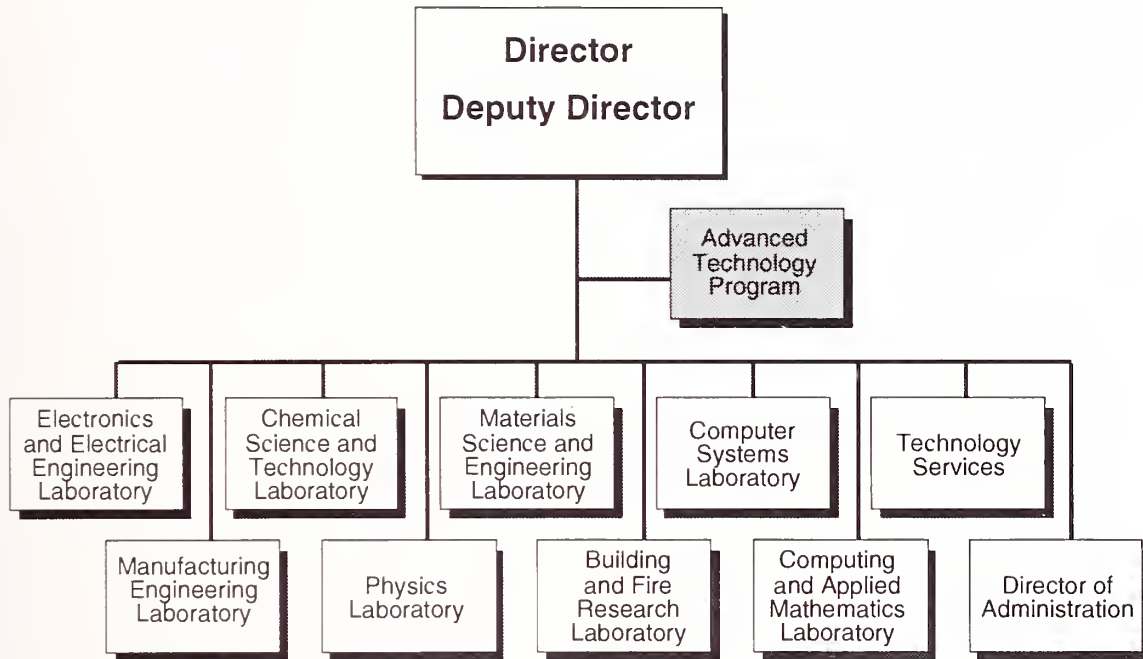 Director
Deputy Director
Advanced
Technology
Program
Electronics
and Electrical
Engineering
Laboratory
Chemical
Science and
Technology
Laboratory
Materials
Science and
Engineering
Laboratory
Computer
Systems
Laboratory
Technology
Services
Manufacturing
Engineering
Laboratory
Physics
Laboratory
Building
and Fire
Research
Laboratory
Computing
and Applied
Mathematics
Laboratory
Director of
Administration